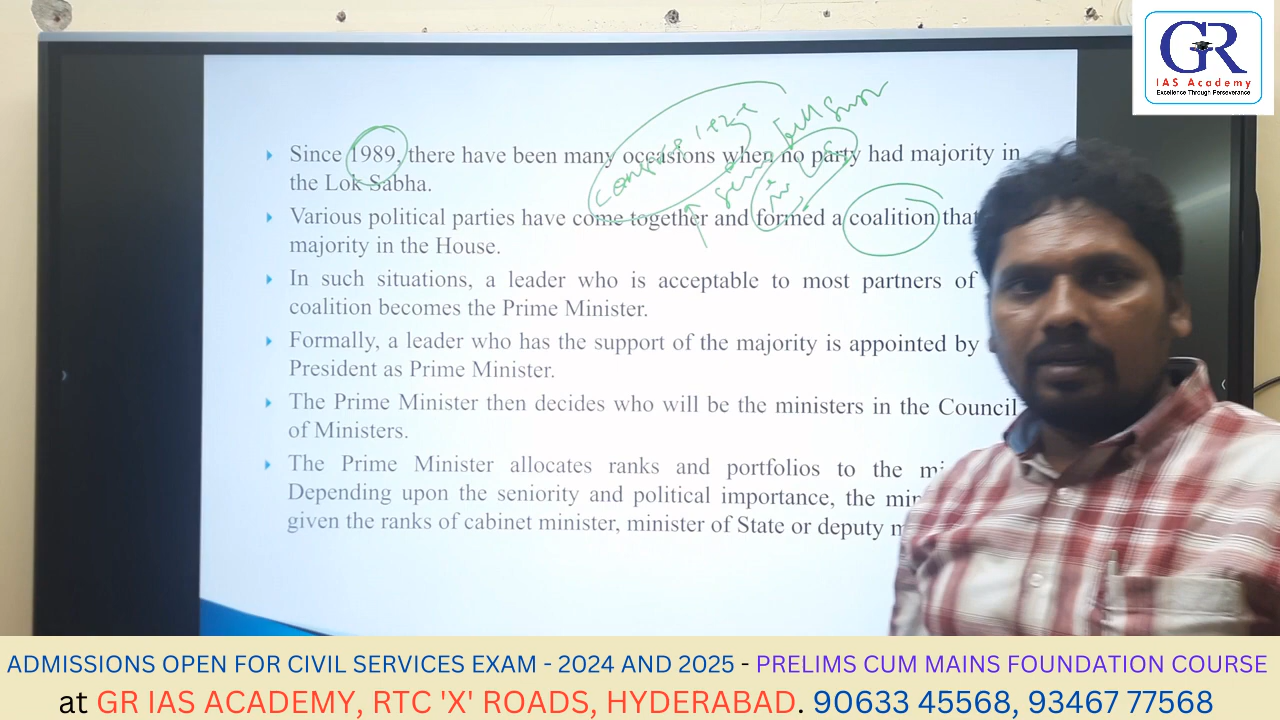 GR
IAS Academy
Excellence Through Perseverance
Since 1989, there have been many occasions when no party had majority in
the Lok Sabha.
Various political parties have come together and formed a coalition that
majority in the House.
In such situations, a leader who is acceptable to most partners of
coalition becomes the Prime Minister.
Formally, a leader who has the support of the majority is appointed by
President as Prime Minister.
The Prime Minister then decides who will be the ministers in the Council
of Ministers.
The Prime Minister allocates ranks and portfolios to the
Depending upon the seniority and political importance, the
given the ranks of cabinet minister, minister of State or deputy
ADMISSIONS OPEN FOR CIVIL SERVICES EXAM - 2024 AND 2025 - PRELIMS CUM MAINS FOUNDATION COURSE
at GR IAS ACADEMY, RTC 'X' ROADS, HYDERABAD. 90633 45568, 93467 77568